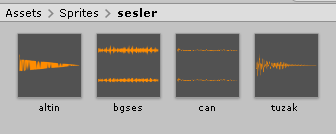 Assets > Sprites > sesler
altin bgses can tuzak